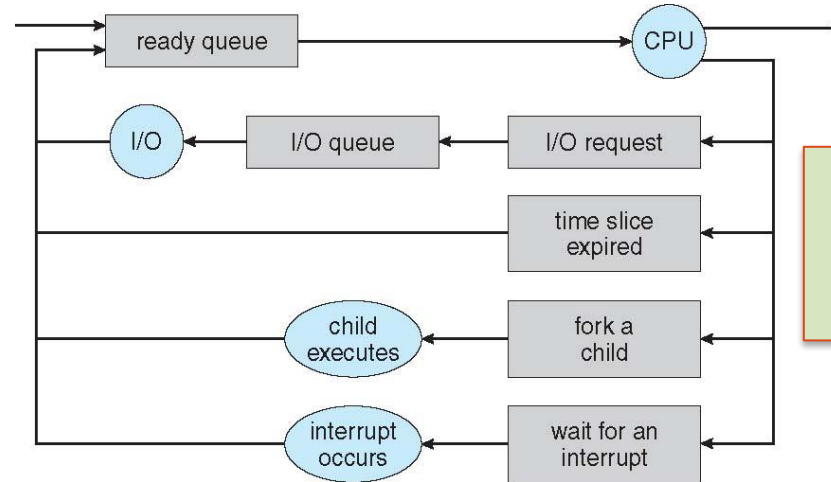 ready queue
CPU
I/O
I/O queue
I/O request
time slice
expired
child
executes
fork a
child
interrupt
occurs
wait for an
interrupt